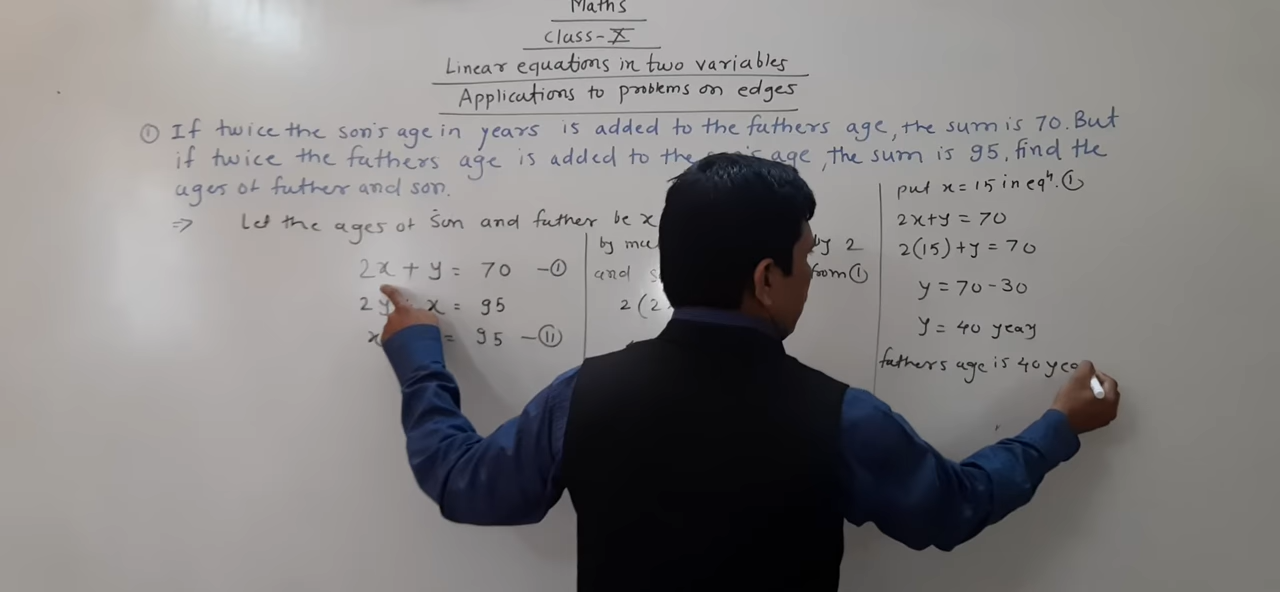 Maths
Class-X
Linear equations in two variables
Applications to problems on edges
① If twice the son's age in years is added to the fathers age, the sum is 70. But
if twice the fathers age is added to the age, the sum is 95, find the
ages of father and son.
⇒ Let the ages of son and father be x
2x + y = 70 -①
2y x = 95
x = 95 -⑪
by 2
and from ①
2(2
put x = 15 in eqⁿ. ①
2x+y = 70
2(15)+y = 70
y = 70-30
y = 40 year
fathers age is 40